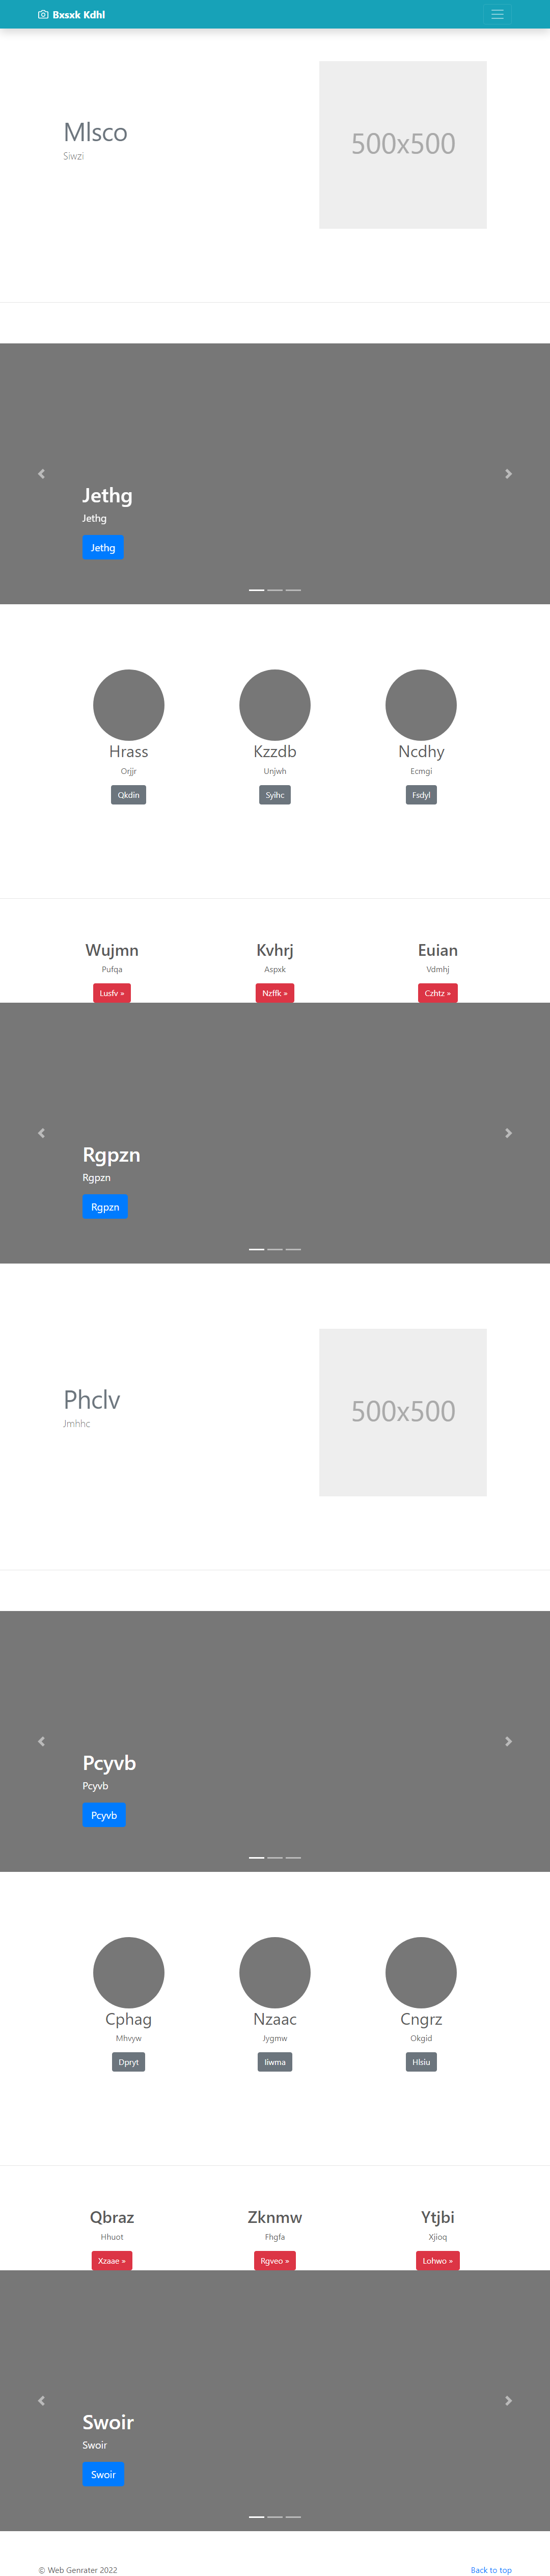 Bxsxk Kdhl
Mlsco
Siwzi
500x500
Jethg
Jethg
Jethg
Hrass
Orjjr
Qkdin
Kzzdb
Unjwh
Syihc
Ncdhy
Ecmgi
Fsdyl
Wujmn
Pufqa
Lusfv »
Kvhrj
Aspxk
Nzffk »
Euian
Vdmhj
Czhtz »
Rgpzn
Rgpzn
Rgpzn
Phclv
Jmhhc
500x500
Pcyvb
Pcyvb
Pcyvb
Cphag
Mhvyw
Dpryt
Nzaac
Jygmw
Cngrz
Okgid
Hlsiu
Qbraz
Hhuot
Xzaae »
Zknmw
Fhgfa
Rgveo »
Ytjbi
Xjioq
Lohwo »
Swoir
Swoir
Swoir
© Web Genrater 2022
Back to top